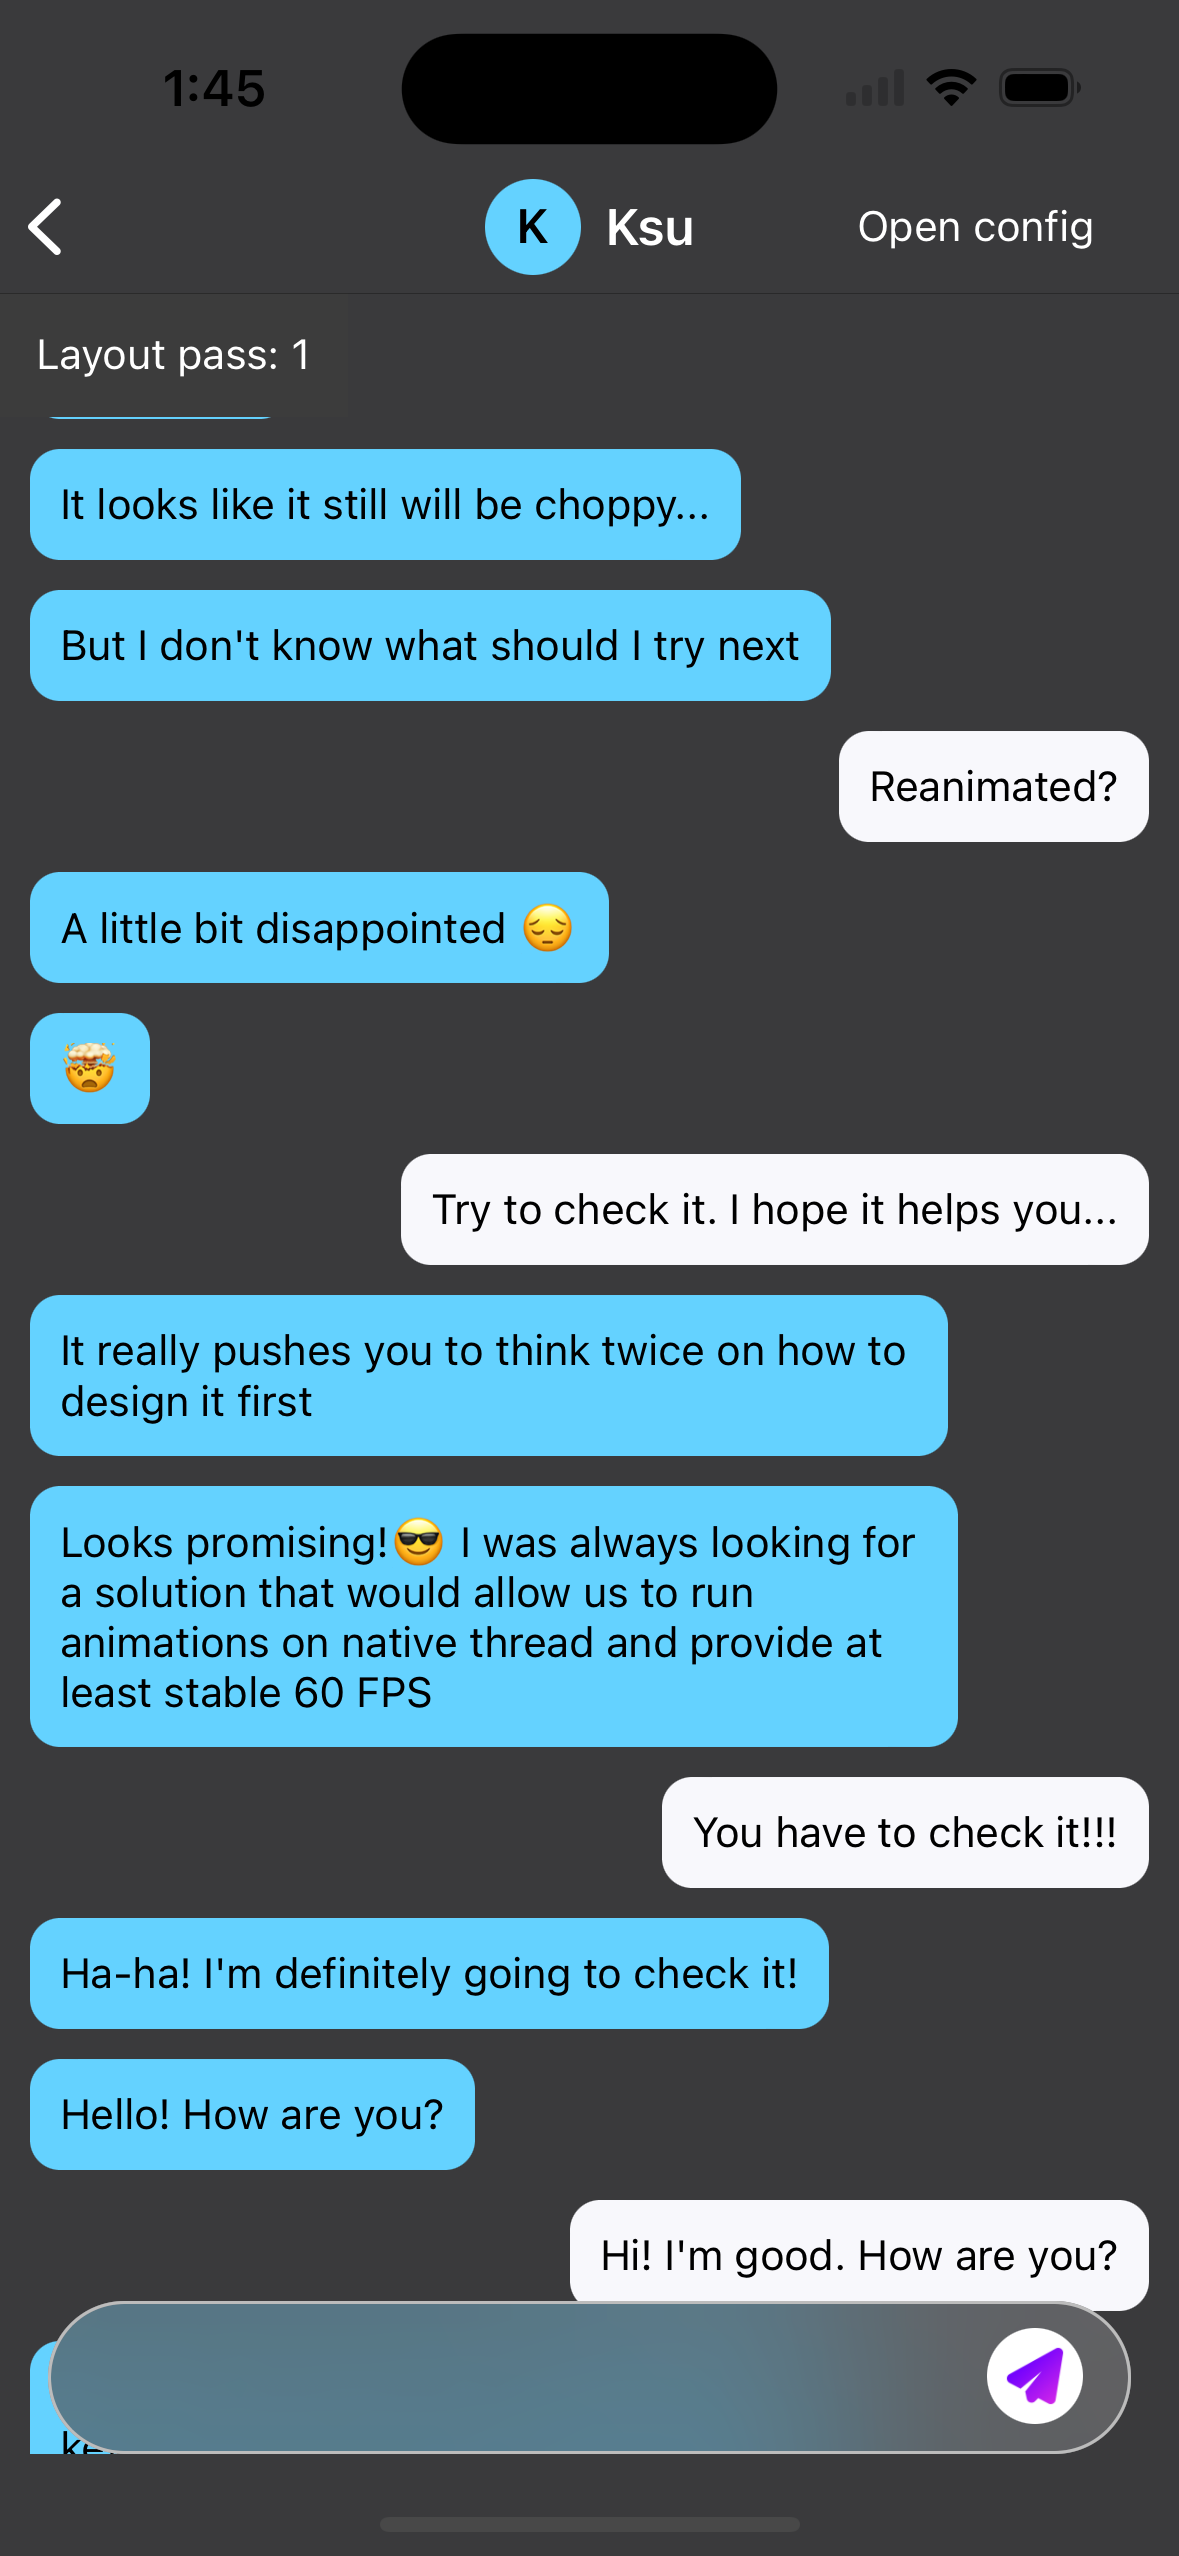 1:45
K Ksu Open config
Layout pass: 1
It looks like it still will be choppy...
But I don't know what should I try next
Reanimated?
A little bit disappointed 😔
🤯
Try to check it. I hope it helps you...
It really pushes you to think twice on how to
design it first
Looks promising!😎 I was always looking for
a solution that would allow us to run
animations on native thread and provide at
least stable 60 FPS
You have to check it!!!
Ha-ha! I'm definitely going to check it!
Hello! How are you?
Hi! I'm good. How are you?